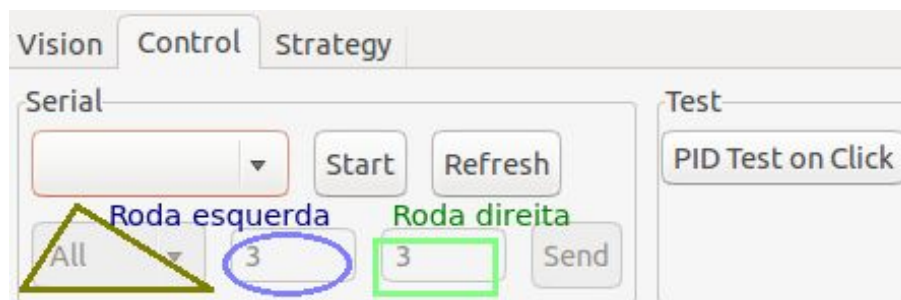 Vision Control Strategy
Serial Test
Start Refresh PID Test on Click
Roda esquerda Roda direita
All 3 3 Send